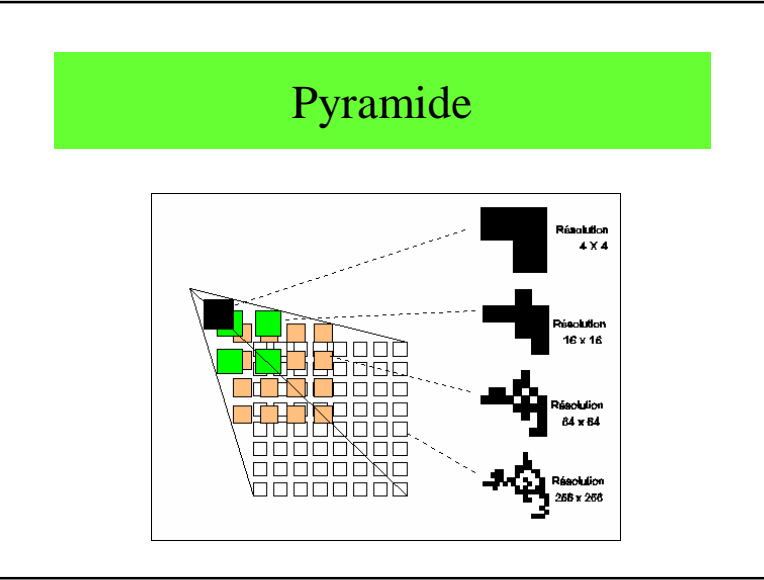 Pyramide
Résolution
4 X 4
Résolution
16 x 16
Résolution
64 x 64
Résolution
256 x 256